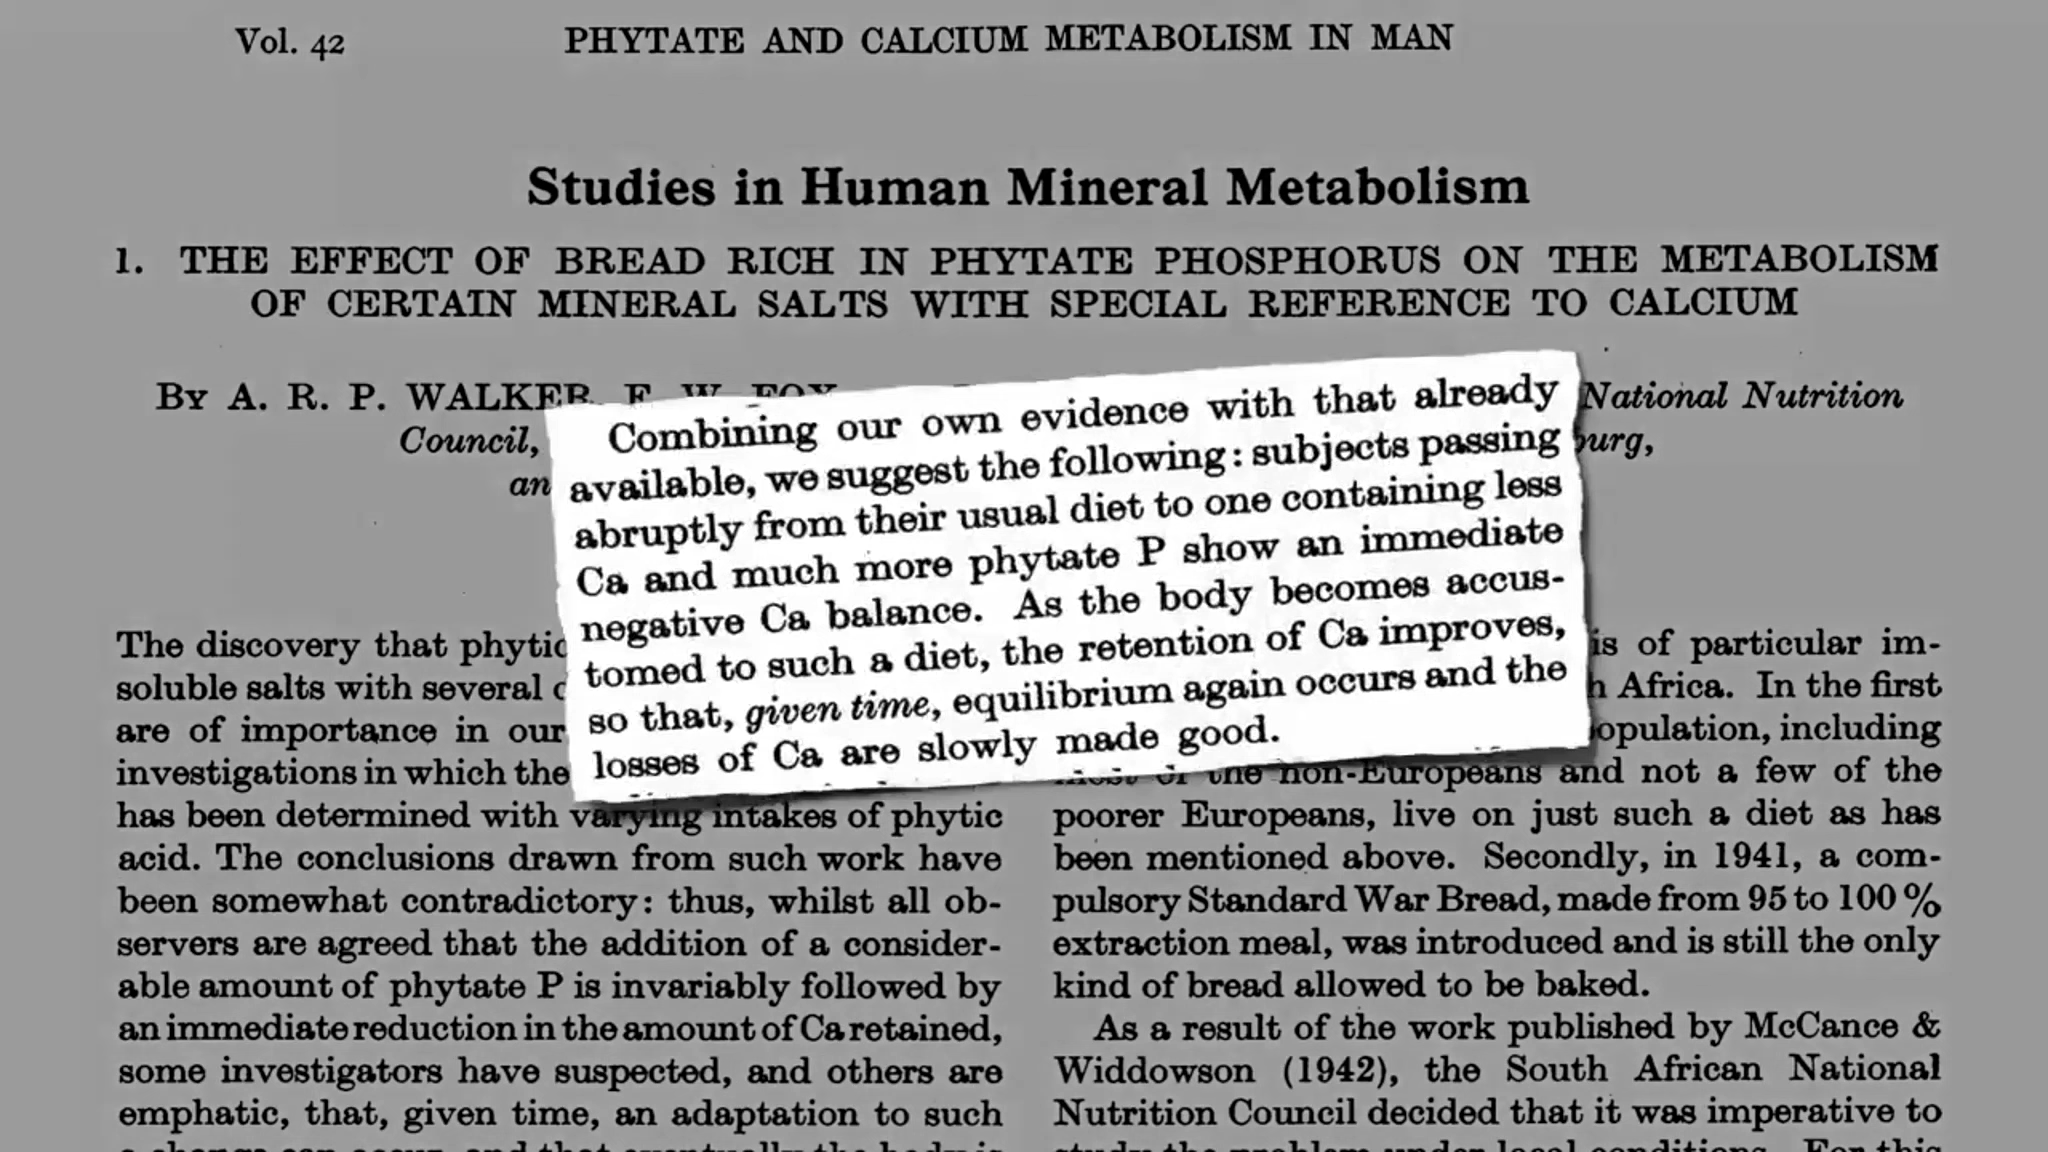 Vol. 42 PHYTATE AND CALCIUM METABOLISM IN MAN
Studies in Human Mineral Metabolism
1. THE EFFECT OF BREAD RICH IN PHYTATE PHOSPHORUS ON THE METABOLISM
OF CERTAIN MINERAL SALTS WITH SPECIAL REFERENCE TO CALCIUM
By A. R. P. WALKER, F. W. FOX
National Nutrition
Council,
an
Combining our own evidence with that already
available, we suggest the following: subjects passing
abruptly from their usual diet to one containing less
Ca and much more phytate P show an immediate
negative Ca balance. As the body becomes accus-
tomed to such a diet, the retention of Ca improves,
so that, given time, equilibrium again occurs and the
losses of Ca are slowly made good.
The discovery that
soluble salts with several
are of importance in our
investigations in which the
has been determined with varying intakes of phytic
acid. The conclusions drawn from such work have
been somewhat contradictory: thus, whilst all ob-
servers are agreed that the addition of a consider-
able amount of phytate P is invariably followed by
an immediate reduction in the amount of Ca retained,
some investigators have suspected, and others are
emphatic, that, given time, an adaptation to such
is of particular im-
Africa. In the first
including
of the non-Europeans and not a few of the
poorer Europeans, live on just such a diet as has
been mentioned above. Secondly, in 1941, a com-
pulsory Standard War Bread, made from 95 to 100 %
extraction meal, was introduced and is still the only
kind of bread allowed to be baked.
As a result of the work published by McCance &
Widdowson (1942), the South African National
Nutrition Council decided that it was imperative to